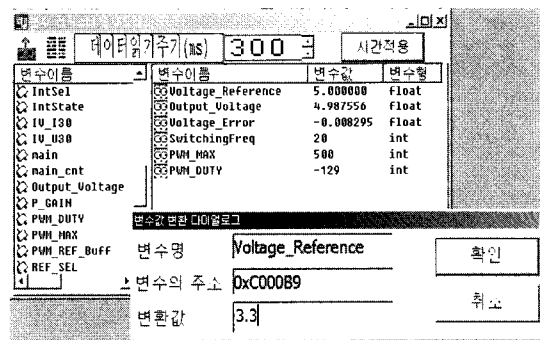 데이터읽기주기(ms) 300 시간적용
변수이름
IntSel
IntState
IV_I30
IV_U30
main
main_cnt
Output_Voltage
P_GAIN
PWM_DUTY
PWM_MAX
PWM_REF_Buff
REF_SEL
변수이름 변수값 변수형
Voltage_Reference 5.000000 float
Output_Voltage 4.987556 float
Voltage_Error -0.008295 float
SwitchingFreq 20 int
PWM_MAX 500 int
PWM_DUTY -129 int
변수값 변환 다이얼로그
변수명 Voltage_Reference 확인
변수의 주소 0xC000B9
취소
변환값 3.3